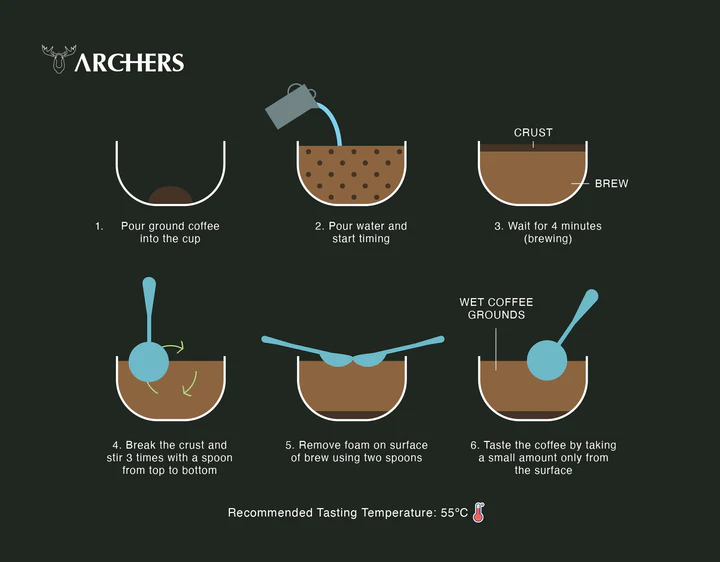 ARCHERS
1. Pour ground coffee
into the cup
2. Pour water and
start timing
CRUST
BREW
3. Wait for 4 minutes
(brewing)
4. Break the crust and
stir 3 times with a spoon
from top to bottom
5. Remove foam on surface
of brew using two spoons
WET COFFEE
GROUNDS
6. Taste the coffee by taking
a small amount only from
the surface
Recommended Tasting Temperature: 55°C